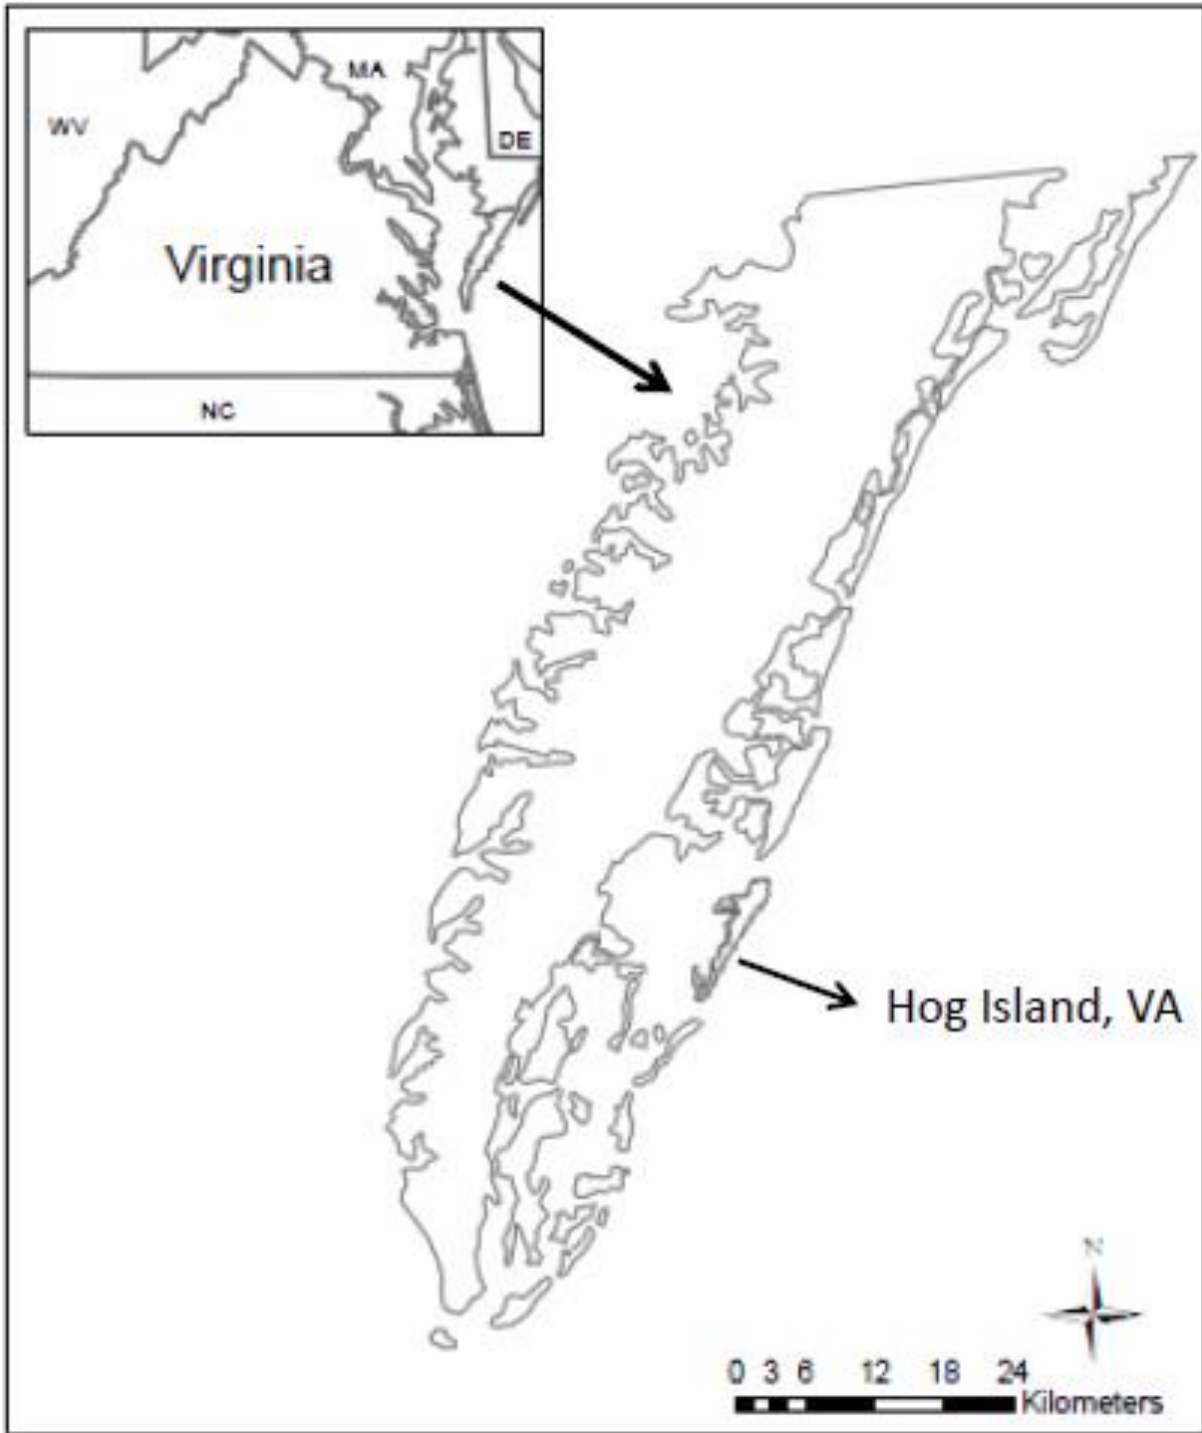 MA
WV
DE
Virginia
NC
Hog Island, VA
N
0 3 6 12 18 24
Kilometers